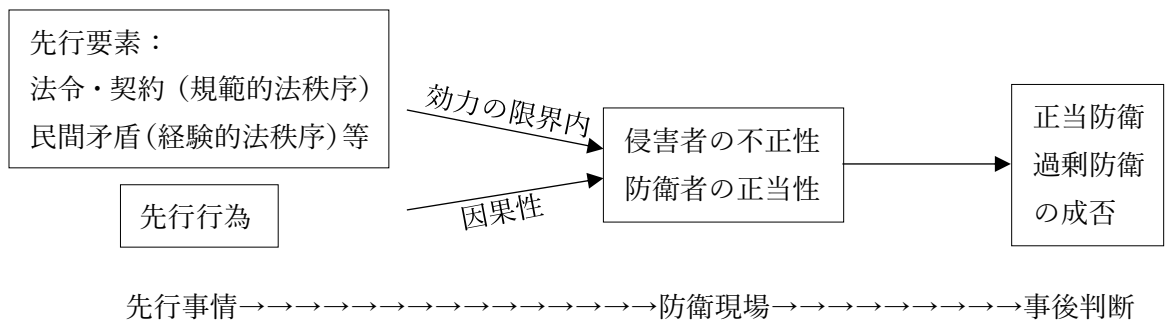 先行要素：
法令・契約（規範的法秩序）
民間矛盾（経験的法秩序）等
効力の限界内
侵害者の不正性
防衛者の正当性
正当防衛
過剰防衛
の成否
先行行為
因果性
先行事情→→→→→→→→→→→→→→→防衛現場→→→→→→→→→事後判断